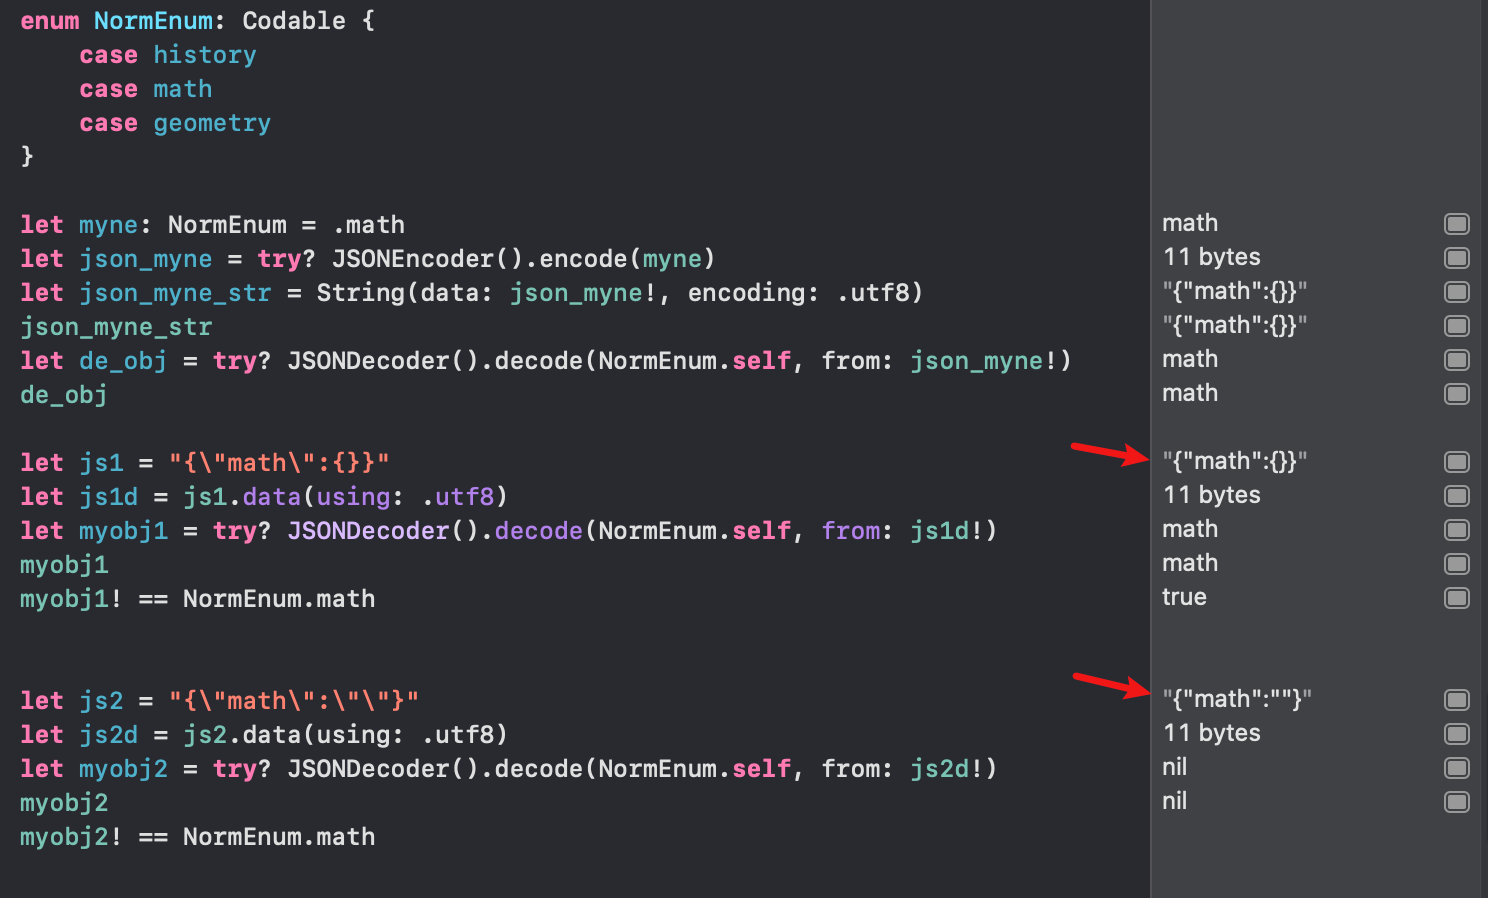 enum NormEnum: Codable {
    case history
    case math
    case geometry
}
let myne: NormEnum = .math math
let json_myne = try? JSONEncoder().encode(myne) 11 bytes
let json_myne_str = String(data: json_myne!, encoding: .utf8) "{"math":{}}"
json_myne_str "{"math":{}}"
let de_obj = try? JSONDecoder().decode(NormEnum.self, from: json_myne!) math
de_obj math
let js1 = "{\"math\":{}}" "{"math":{}}"
let js1d = js1.data(using: .utf8) 11 bytes
let myobj1 = try? JSONDecoder().decode(NormEnum.self, from: js1d!) math
myobj1 math
myobj1! == NormEnum.math true
let js2 = "{\"math\":\"\"}" "{"math":""}"
let js2d = js2.data(using: .utf8) 11 bytes
let myobj2 = try? JSONDecoder().decode(NormEnum.self, from: js2d!) nil
myobj2 nil
myobj2! == NormEnum.math